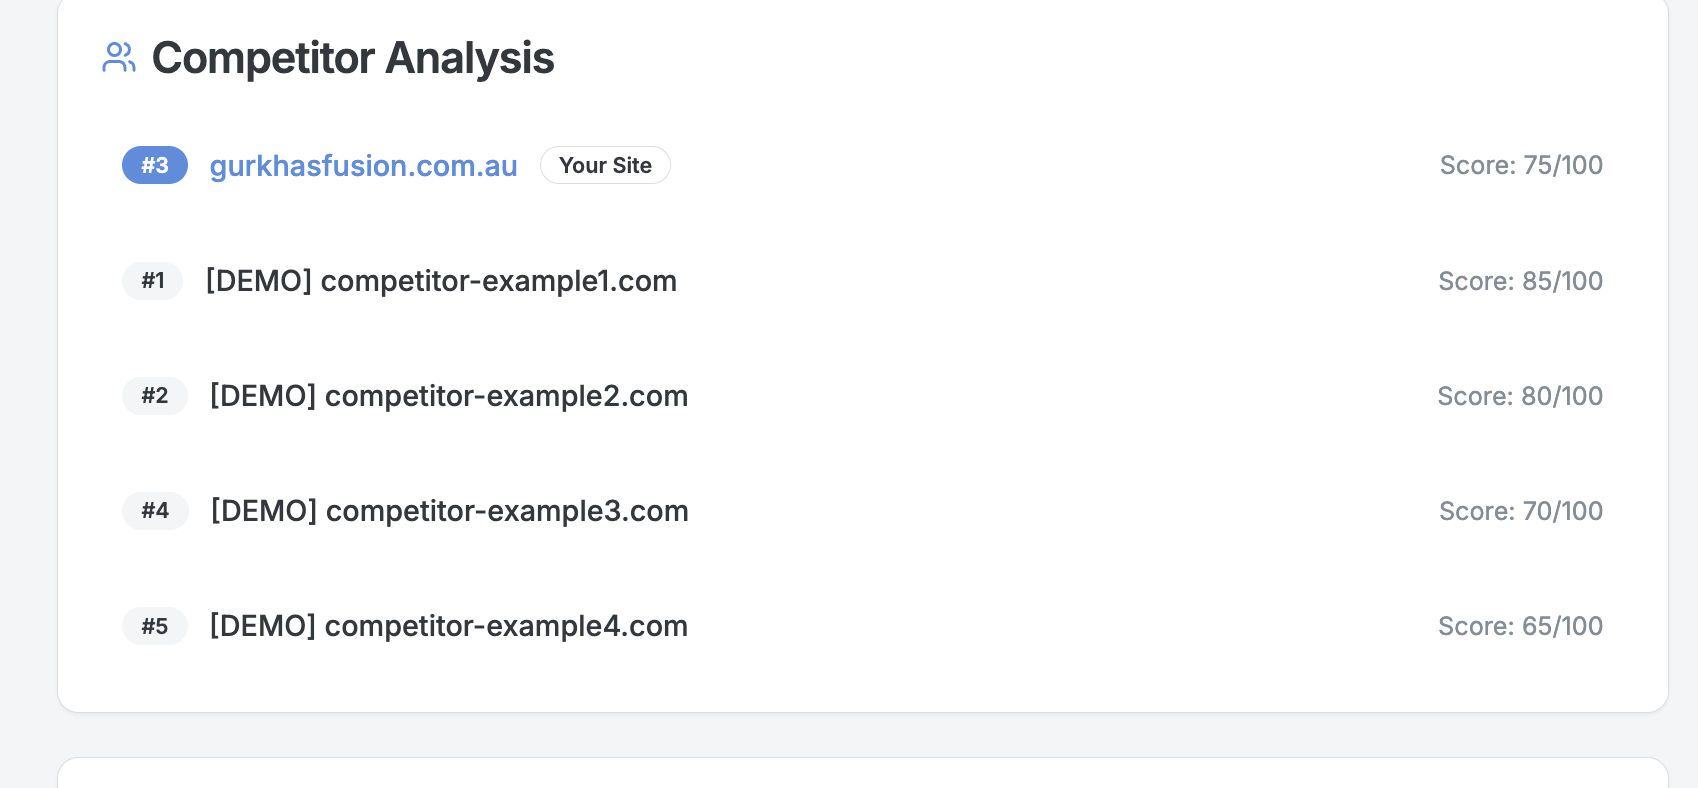 Competitor Analysis
#3 gurkhasfusion.com.au Your Site Score: 75/100
#1 [DEMO] competitor-example1.com Score: 85/100
#2 [DEMO] competitor-example2.com Score: 80/100
#4 [DEMO] competitor-example3.com Score: 70/100
#5 [DEMO] competitor-example4.com Score: 65/100